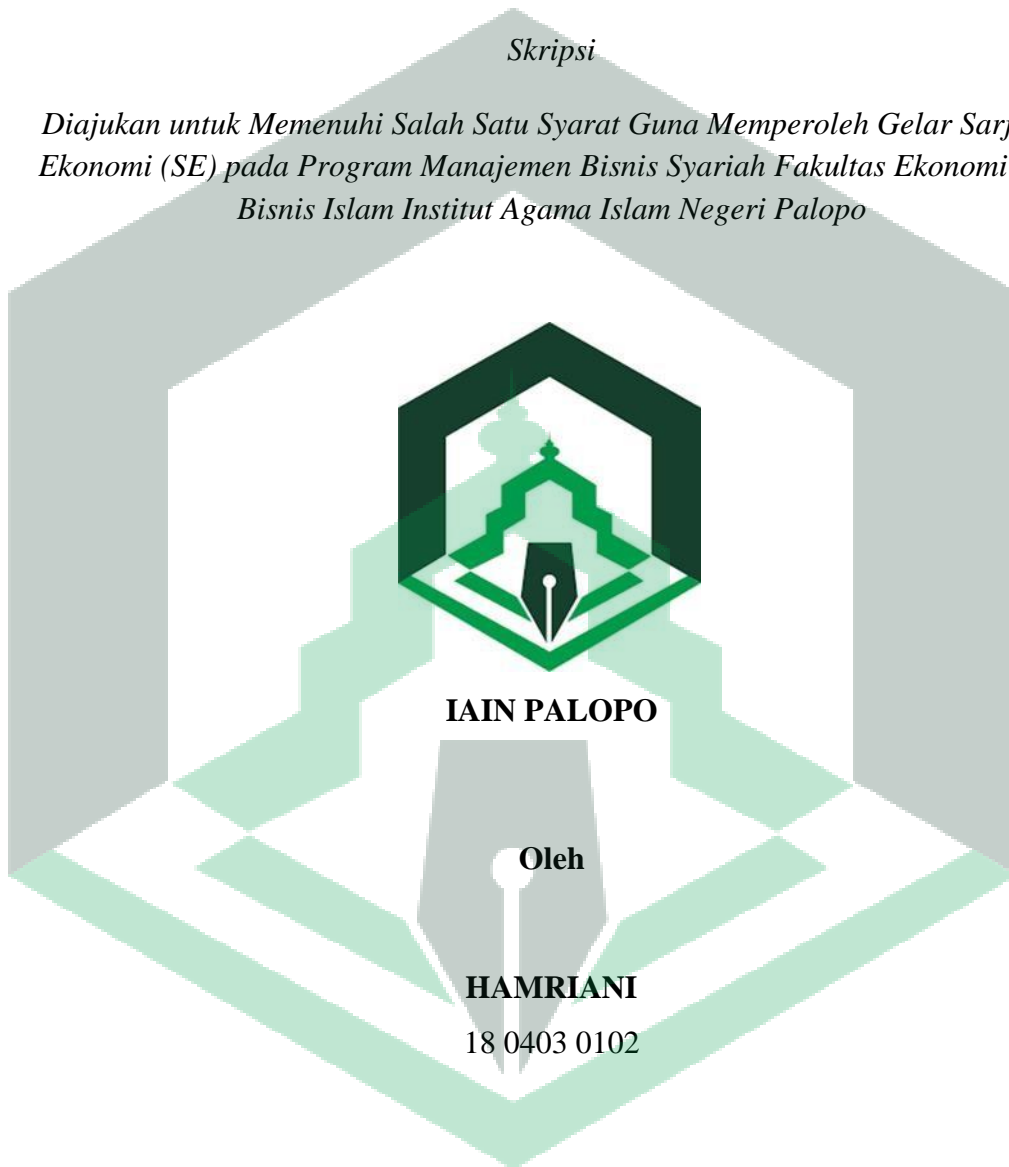 Skripsi
Diajukan untuk Memenuhi Salah Satu Syarat Guna Memperoleh Gelar Sarj
Ekonomi (SE) pada Program Manajemen Bisnis Syariah Fakultas Ekonomi
Bisnis Islam Institut Agama Islam Negeri Palopo
IAIN PALOPO
Oleh
HAMRIANI
18 0403 0102